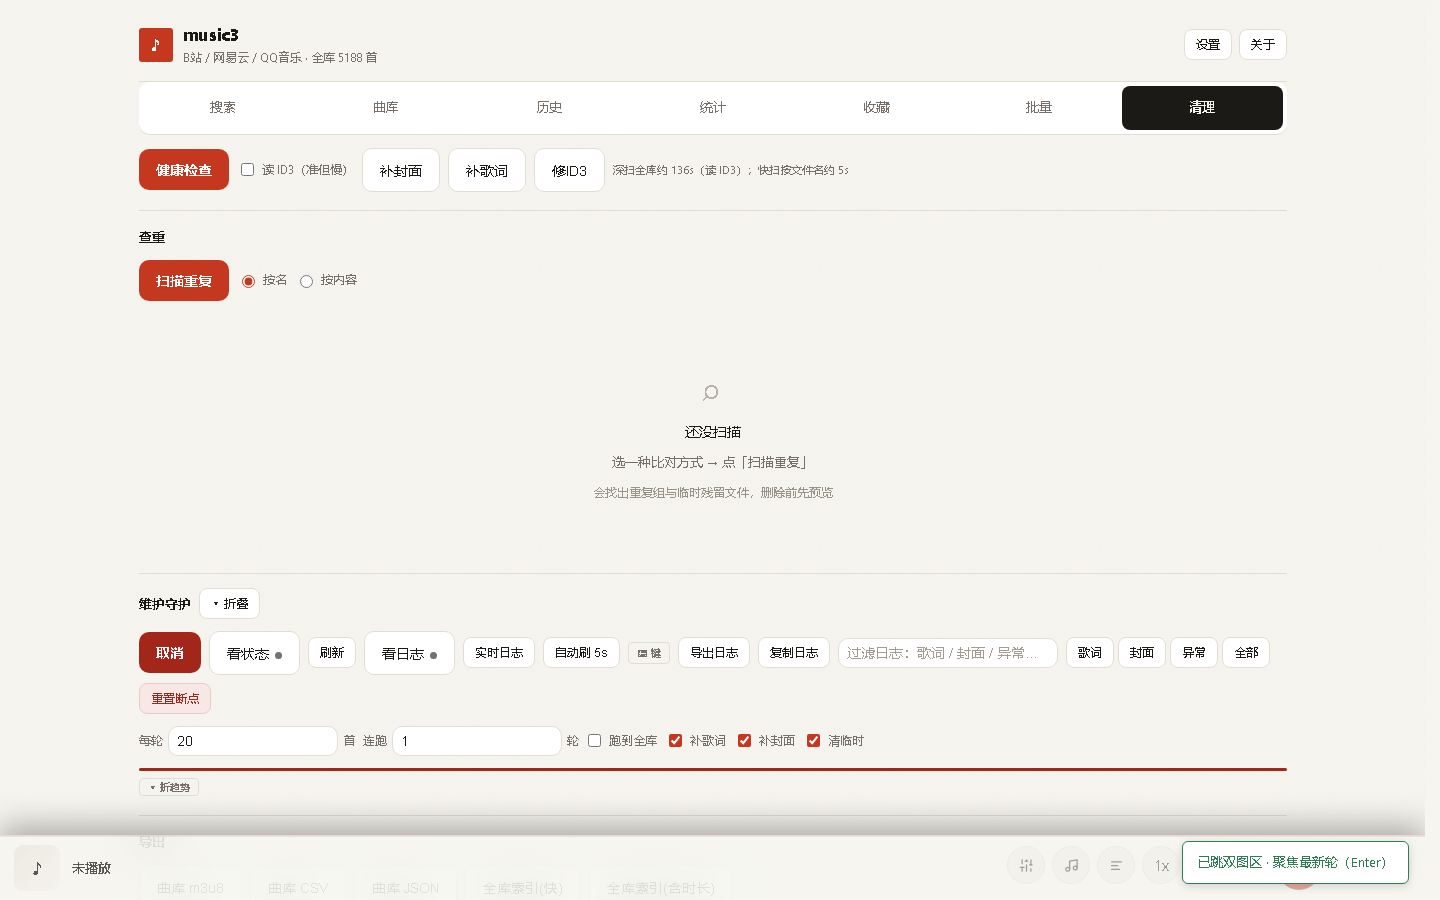 music3
B站 / 网易云 / QQ音乐 · 全库 5188 首
设置
关于
搜索
曲库
历史
统计
收藏
批量
清理
健康检查
读 ID3（准但慢）
补封面
补歌词
修ID3
深扫全库约 136s（读 ID3）；快扫按文件名约 5s
查重
扫描重复
按名
按内容
还没扫描
选一种比对方式 → 点「扫描重复」
会找出重复组与临时残留文件，删除前先预览
维护守护
▾ 折叠
取消
看状态
刷新
看日志
实时日志
自动刷 5s
⌨ 键
导出日志
复制日志
过滤日志：歌词 / 封面 / 异常…
歌词
封面
异常
全部
重置断点
每轮 20 首 连跑 1 轮 跑到全库 补歌词 补封面 清临时
▾ 折趋势
导出
曲库 m3u8
曲库 CSV
曲库 JSON
全库索引(快)
全库索引(含时长)
未播放
1x
已跳双图区 · 聚焦最新轮（Enter）